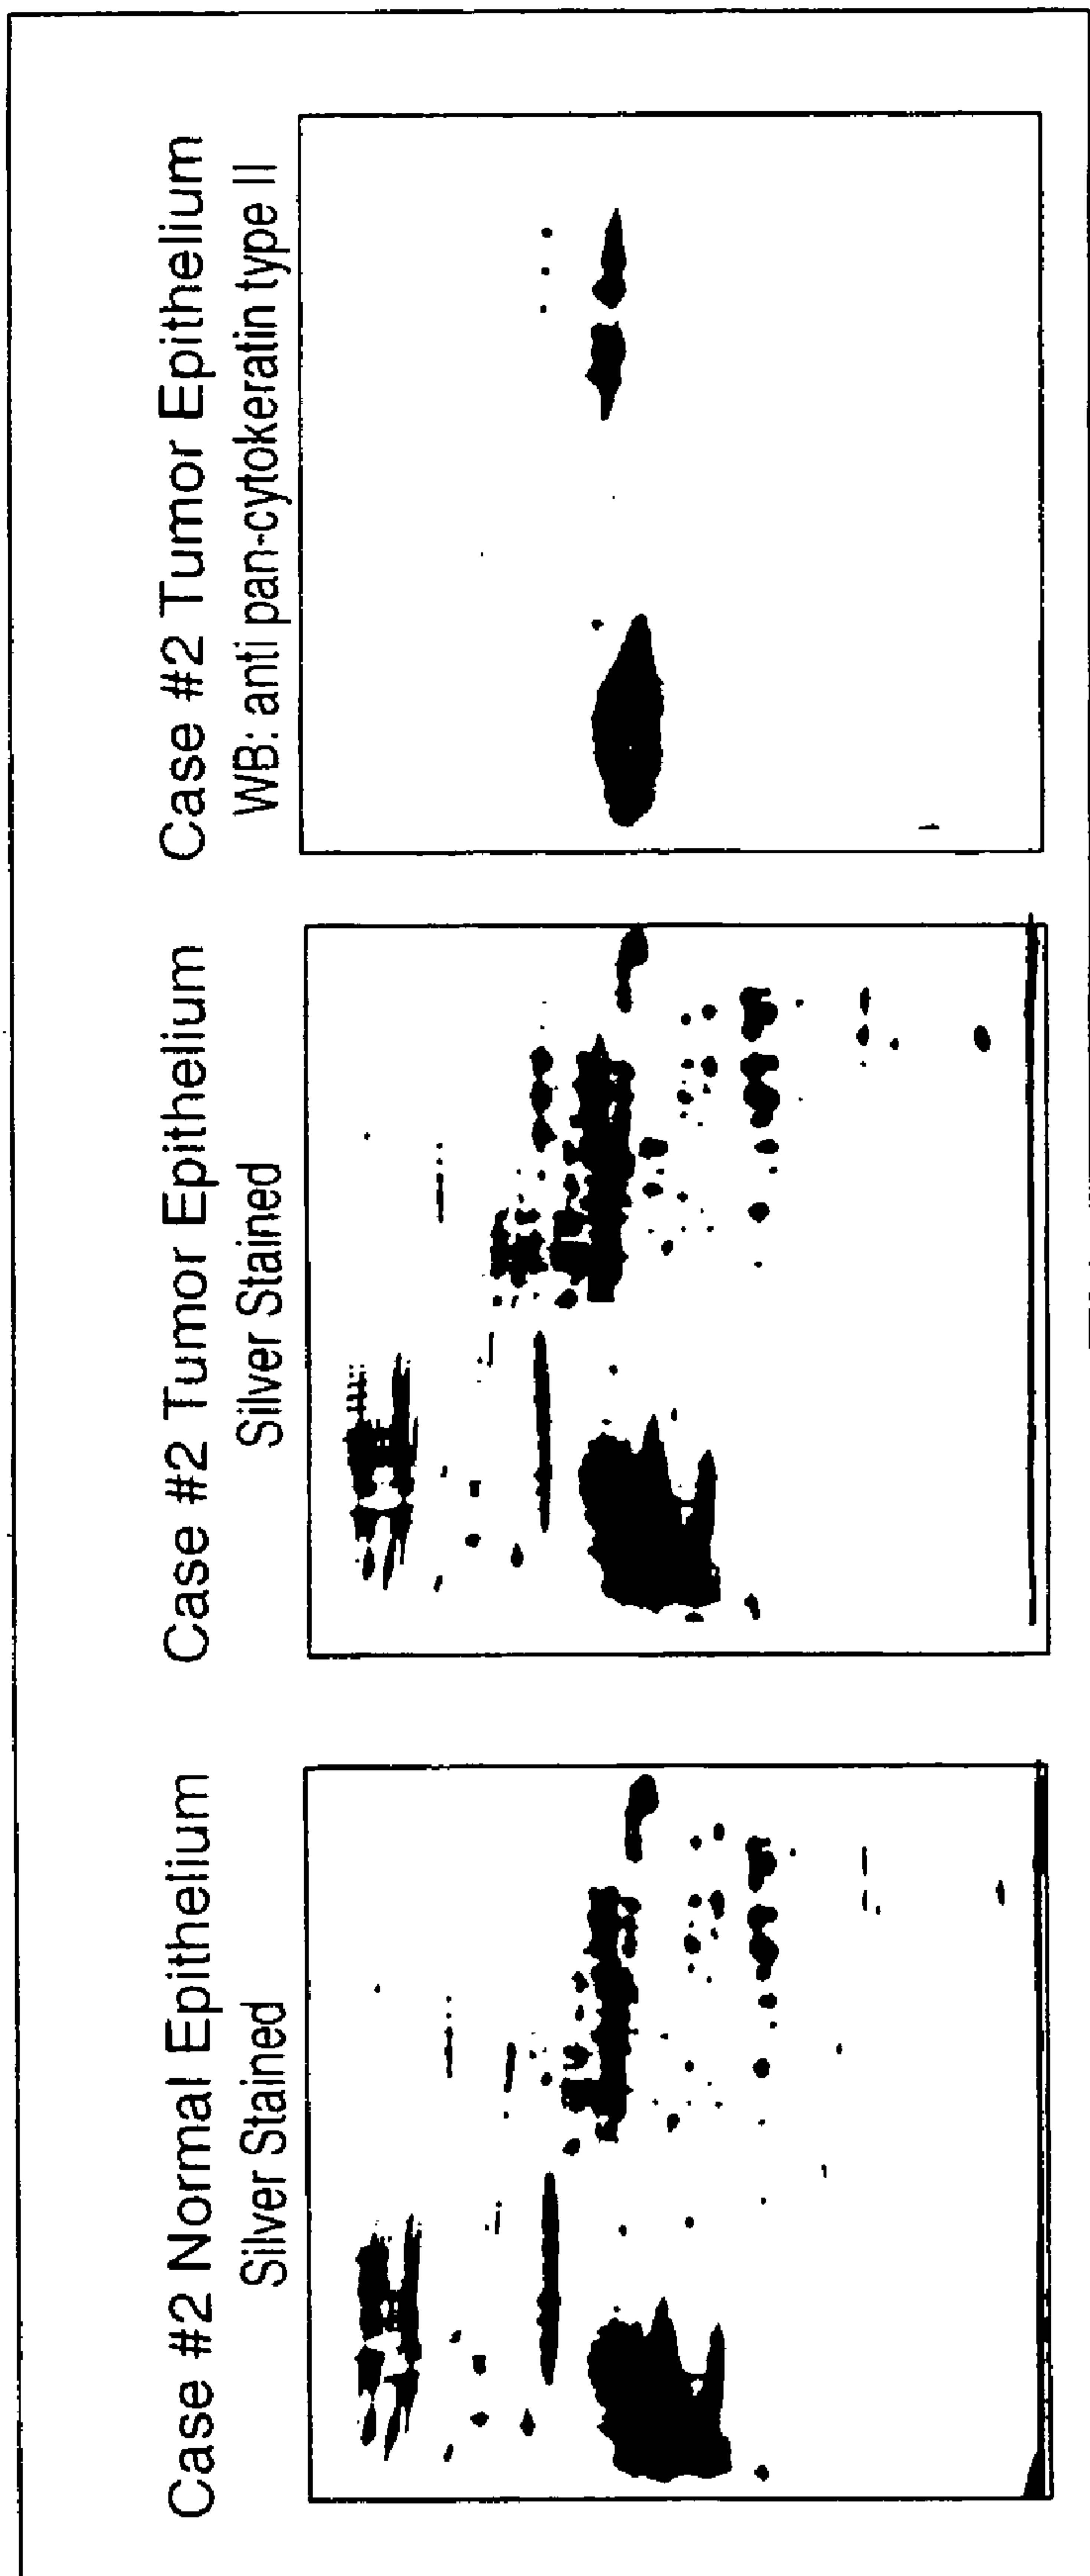 Case #2 Normal Epithelium
Silver Stained
Case #2 Tumor Epithelium
Silver Stained
Case #2 Tumor Epithelium
WB: anti pan-cytokeratin type II